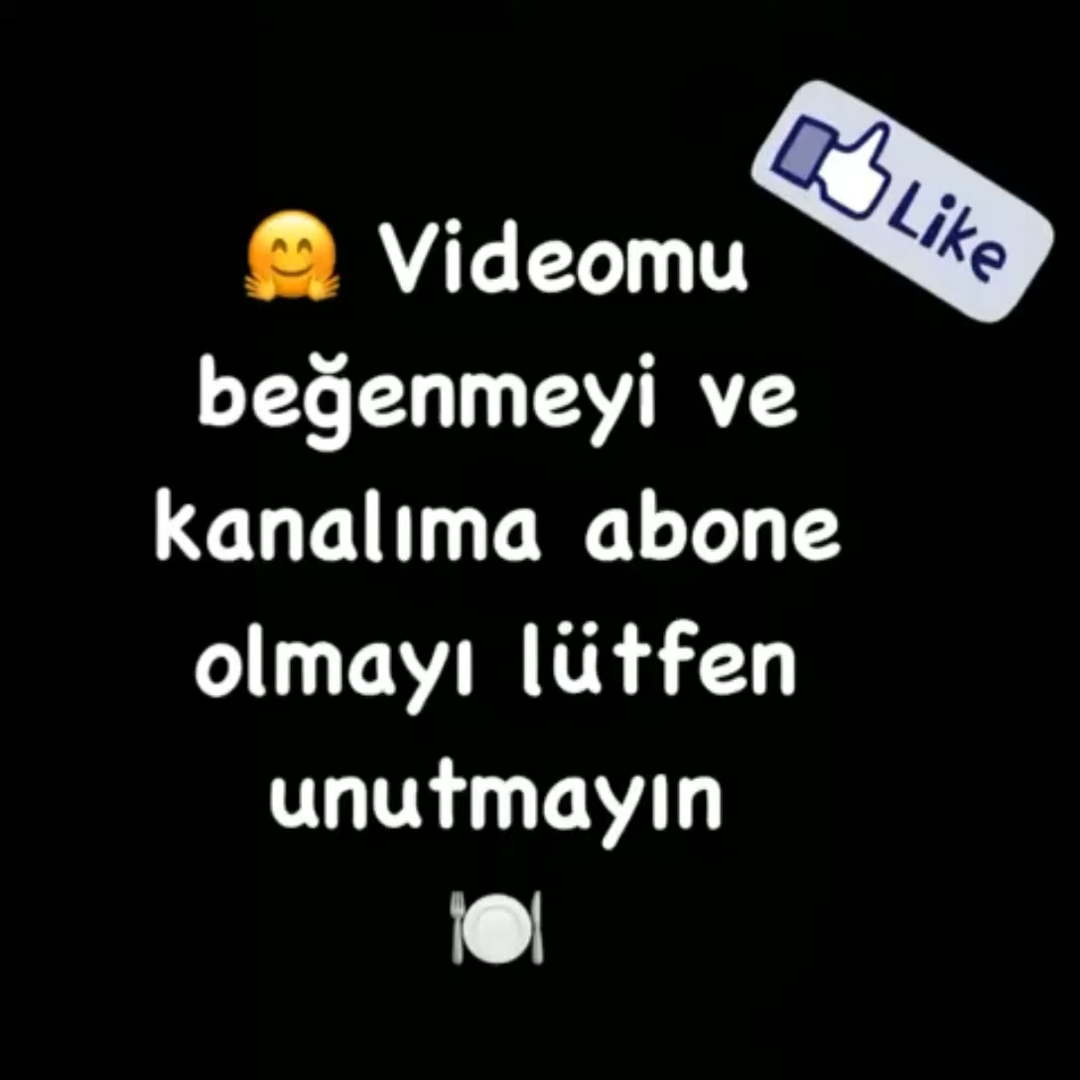 Like
🤗 Videomu
beğenmeyi ve
kanalıma abone
olmayı lütfen
unutmayın
🍽️